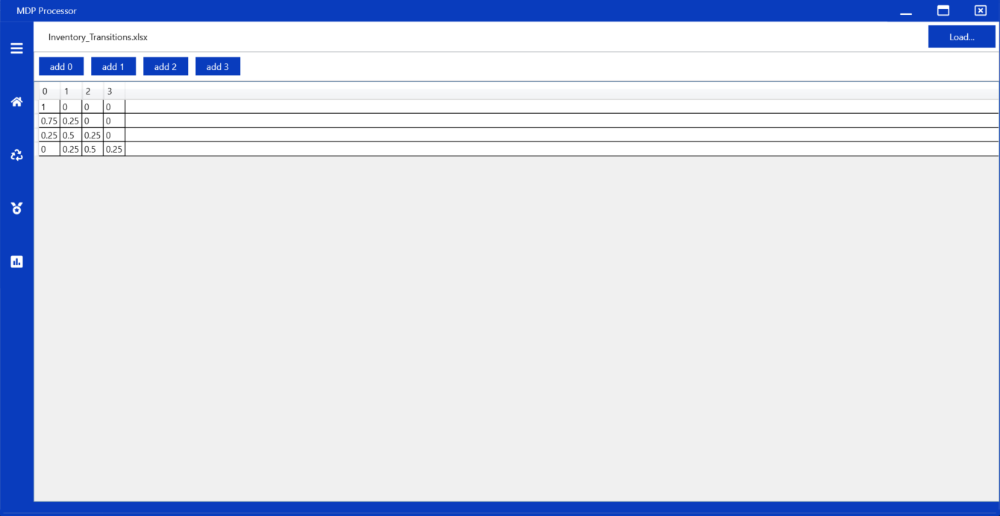 MDP Processor
Inventory_Transitions.xlsx Load...
add 0 add 1 add 2 add 3
0 1 2 3
1 0 0 0
0.75 0.25 0 0
0.25 0.5 0.25 0
0 0.25 0.5 0.25